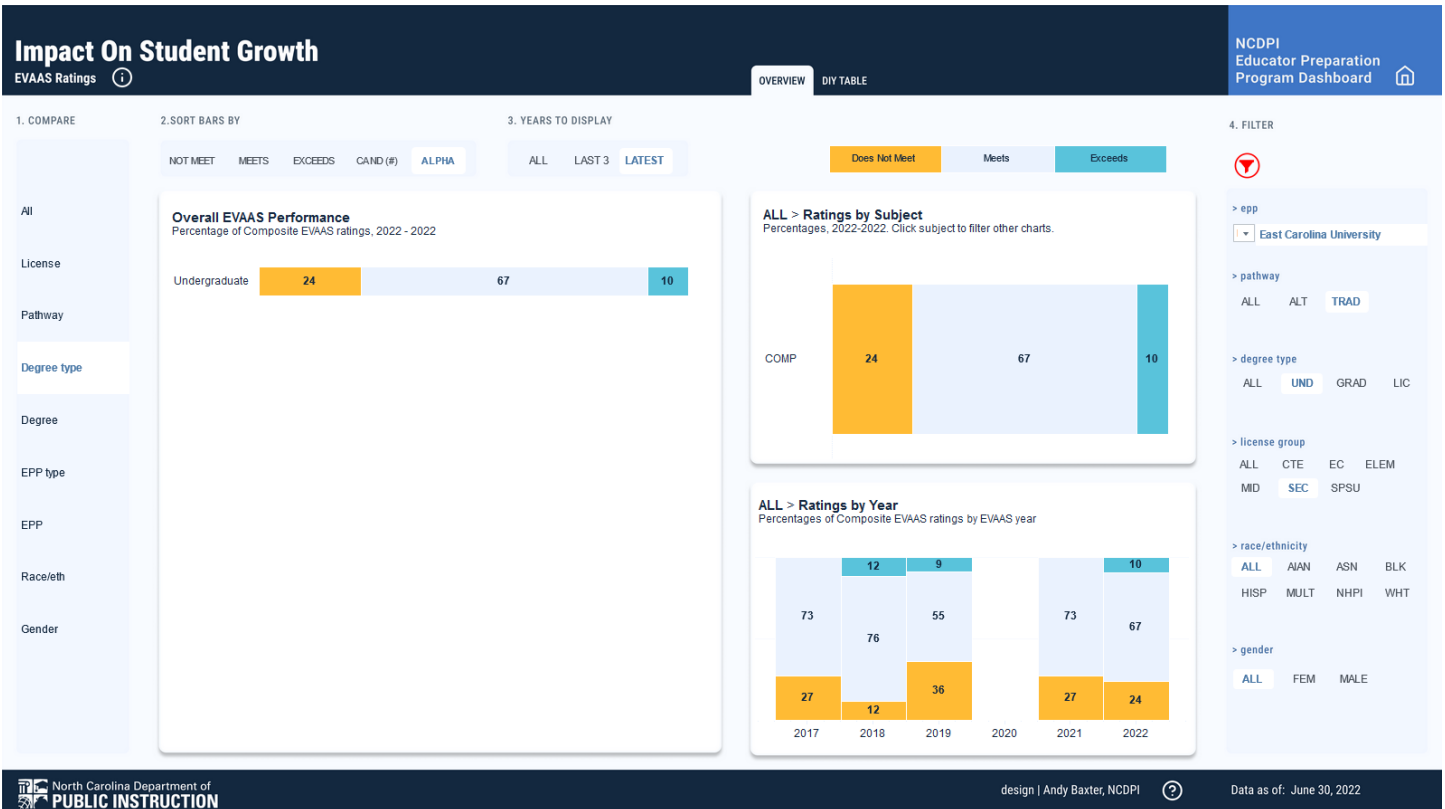 Impact On Student Growth
EVAAS Ratings i
OVERVIEW DIY TABLE
NCDPI
Educator Preparation
Program Dashboard
1. COMPARE
All
License
Pathway
Degree type
Degree
EPP type
EPP
Race/eth
Gender
2.SORT BARS BY
NOT MEET MEETS EXCEEDS CAND (#) ALPHA
3. YEARS TO DISPLAY
ALL LAST 3 LATEST
Does Not Meet Meets Exceeds
Overall EVAAS Performance
Percentage of Composite EVAAS ratings, 2022 - 2022
Undergraduate 24 67 10
ALL > Ratings by Subject
Percentages, 2022-2022. Click subject to filter other charts.
COMP 24 67 10
ALL > Ratings by Year
Percentages of Composite EVAAS ratings by EVAAS year
12 9 10
73 76 55 73 67
27 12 36 27 24
2017 2018 2019 2020 2021 2022
4. FILTER
> epp
East Carolina University
> pathway
ALL ALT TRAD
> degree type
ALL UND GRAD LIC
> license group
ALL CTE EC ELEM
MID SEC SPSU
> race/ethnicity
ALL AIAN ASN BLK
HISP MULT NHPI WHT
> gender
ALL FEM MALE
North Carolina Department of
PUBLIC INSTRUCTION
design | Andy Baxter, NCDPI ?
Data as of: June 30, 2022